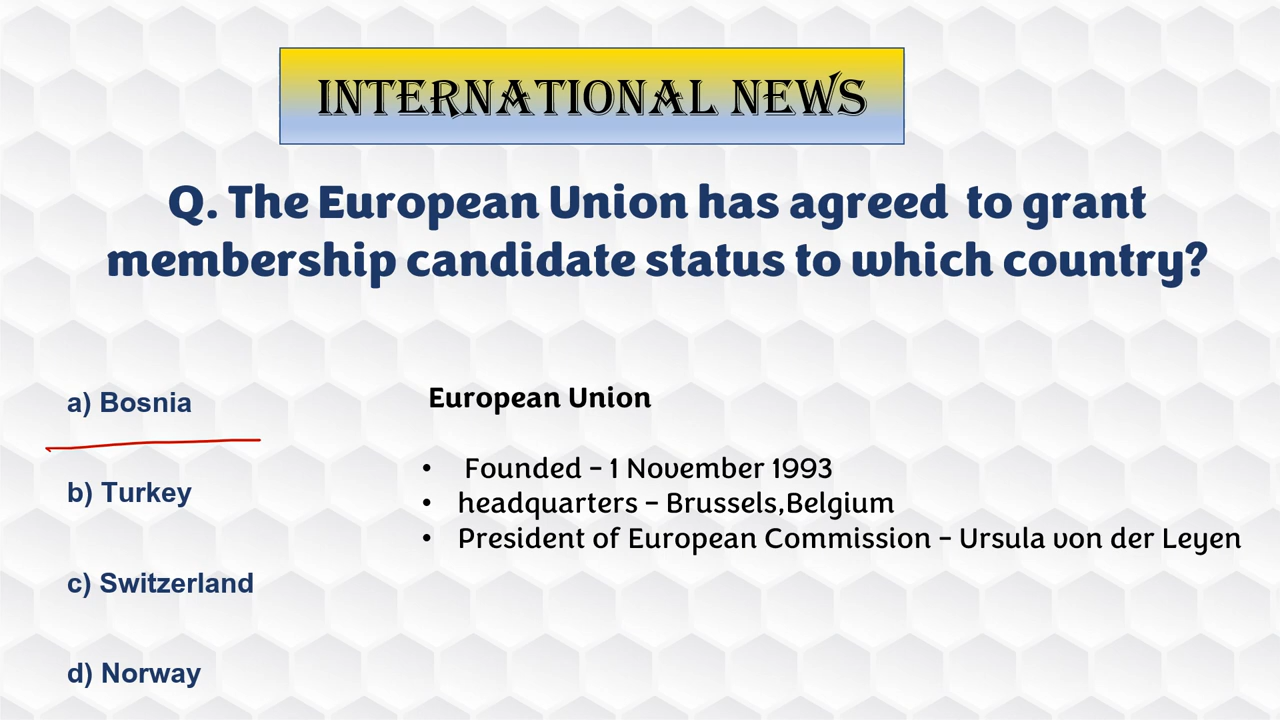 INTERNATIONAL NEWS
Q. The European Union has agreed to grant
membership candidate status to which country?
a) Bosnia
b) Turkey
c) Switzerland
d) Norway
European Union
• Founded – 1 November 1993
• headquarters – Brussels,Belgium
• President of European Commission – Ursula von der Leyen